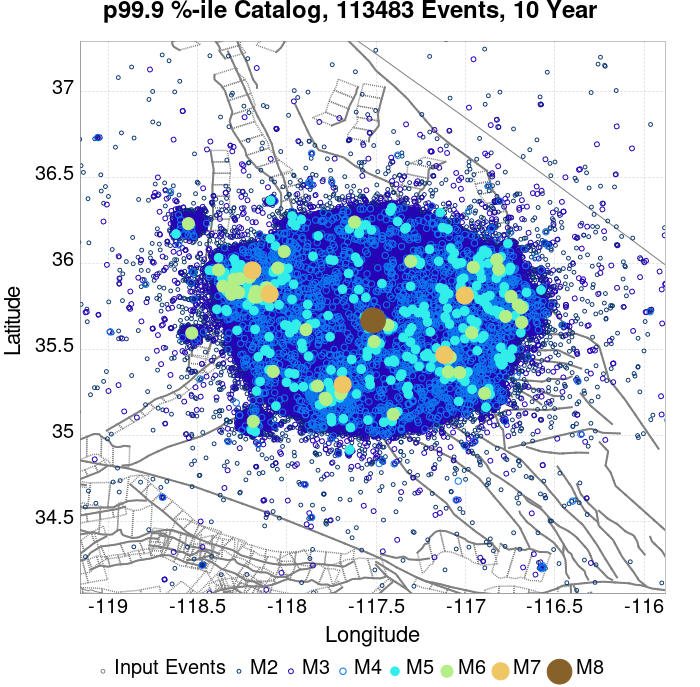 p99.9 %-ile Catalog, 113483 Events, 10 Year
37
36.5
36
35.5
35
34.5
Latitude
-119 -118.5 -118 -117.5 -117 -116.5 -116
Longitude
Input Events M2 M3 M4 M5 M6 M7 M8